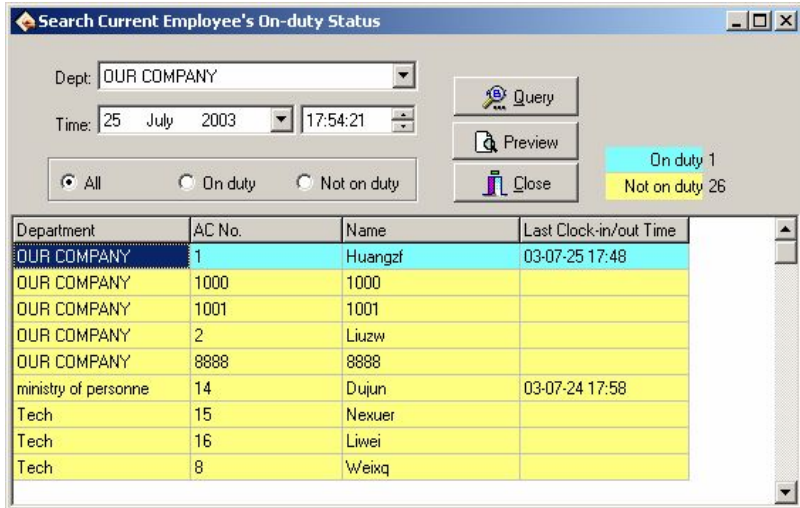 Search Current Employee's On-duty Status
Dept: OUR COMPANY
Time: 25 July 2003 17:54:21
Query
Preview
Close
All On duty Not on duty
On duty 1
Not on duty 26
Department AC No. Name Last Clock-in/out Time
OUR COMPANY 1 Huangzf 03-07-25 17:48
OUR COMPANY 1000 1000
OUR COMPANY 1001 1001
OUR COMPANY 2 Liuzw
OUR COMPANY 8888 8888
ministry of personne 14 Dujun 03-07-24 17:58
Tech 15 Nexuer
Tech 16 Liwei
Tech 8 Weixq